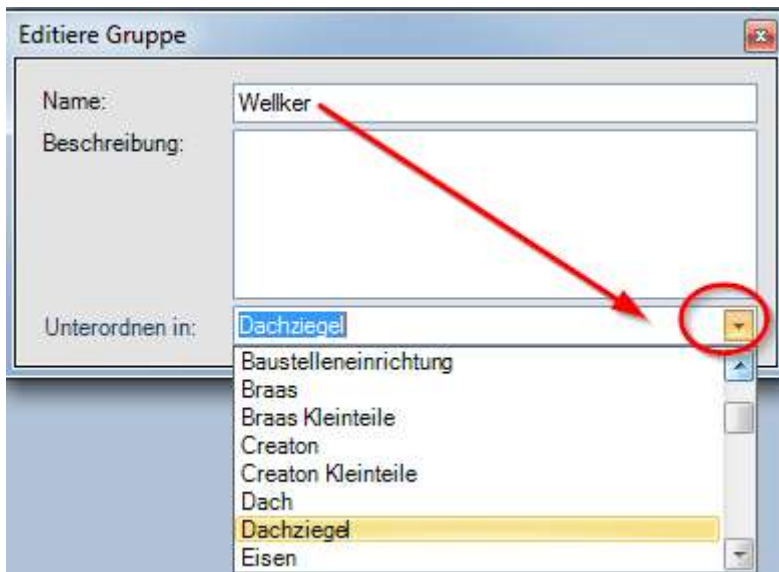 Editiere Gruppe
Name: Wellker
Beschreibung:
Unterordnen in: Dachziegel
Baustelleneinrichtung
Braas
Braas Kleinteile
Creaton
Creaton Kleinteile
Dach
Dachziegel
Eisen